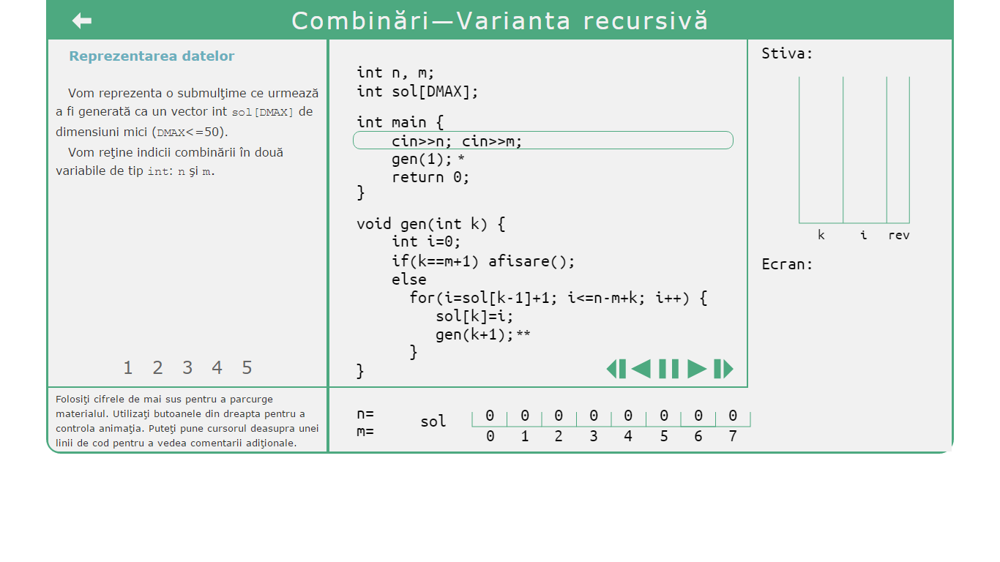 Combinări—Varianta recursivă
Reprezentarea datelor
Vom reprezenta o submulţime ce urmează
a fi generată ca un vector int sol[DMAX] de
dimensiuni mici (DMAX<=50).
Vom reţine indicii combinării în două
variabile de tip int: n şi m.
1 2 3 4 5
Folosiţi cifrele de mai sus pentru a parcurge
materialul. Utilizaţi butoanele din dreapta pentru a
controla animaţia. Puteţi pune cursorul deasupra unei
linii de cod pentru a vedea comentarii adiţionale.
int n, m;
int sol[DMAX];
int main {
cin>>n; cin>>m;
gen(1); *
return 0;
}
void gen(int k) {
int i=0;
if(k==m+1) afisare();
else
for(i=sol[k-1]+1; i<=n-m+k; i++) {
sol[k]=i;
gen(k+1); **
}
}
n=
m=
sol
0 0 0 0 0 0 0 0
0 1 2 3 4 5 6 7
Stiva:
k i rev
Ecran: